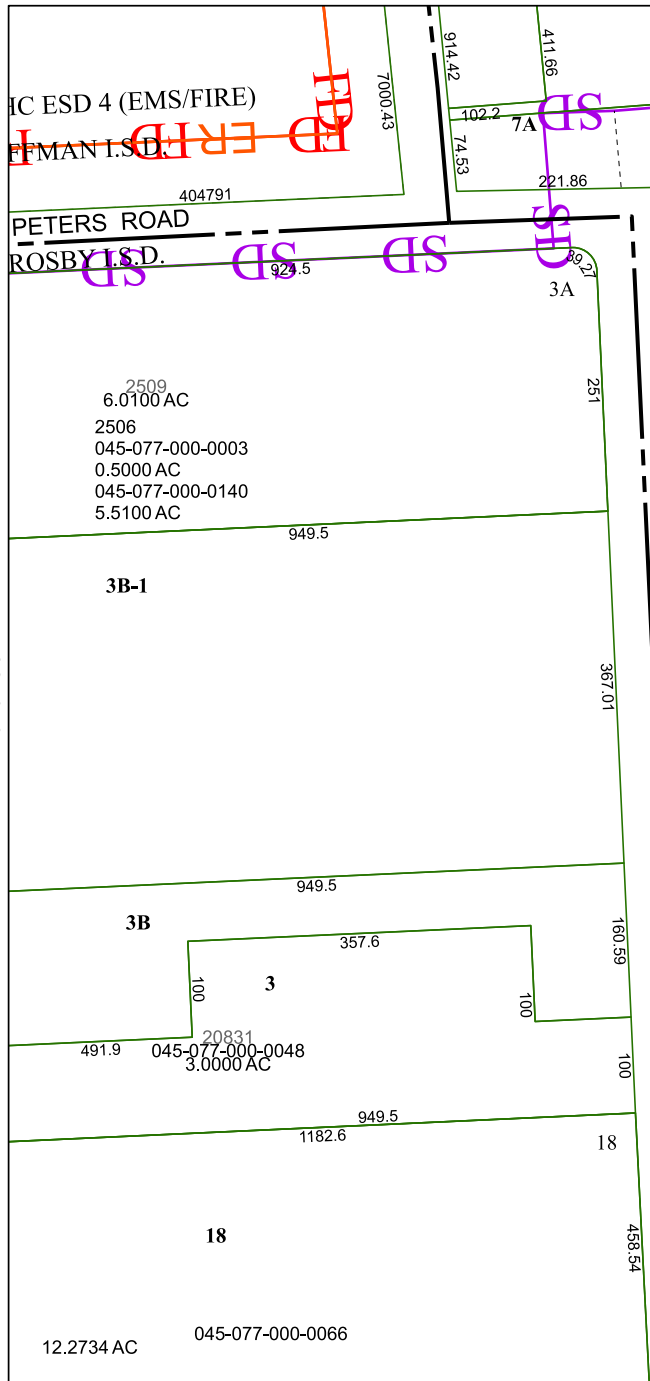 914.42
411.66
7000.43
HC ESD 4 (EMS/FIRE)
FD
SD
102.2
7A
FD
ER
FD
FFMAN I.S.D.
74.53
221.86
404791
PETERS ROAD
SD
ROSBY I.S.D.
SD
SD
SD
924.5
39.27
3A
251
2509
6.0100 AC
2506
045-077-000-0003
0.5000 AC
045-077-000-0140
5.5100 AC
949.5
3B-1
367.01
949.5
3B
160.59
357.6
100
3
100
20831
491.9
045-077-000-0048
3.0000 AC
100
949.5
1182.6
18
18
458.54
045-077-000-0066
12.2734 AC